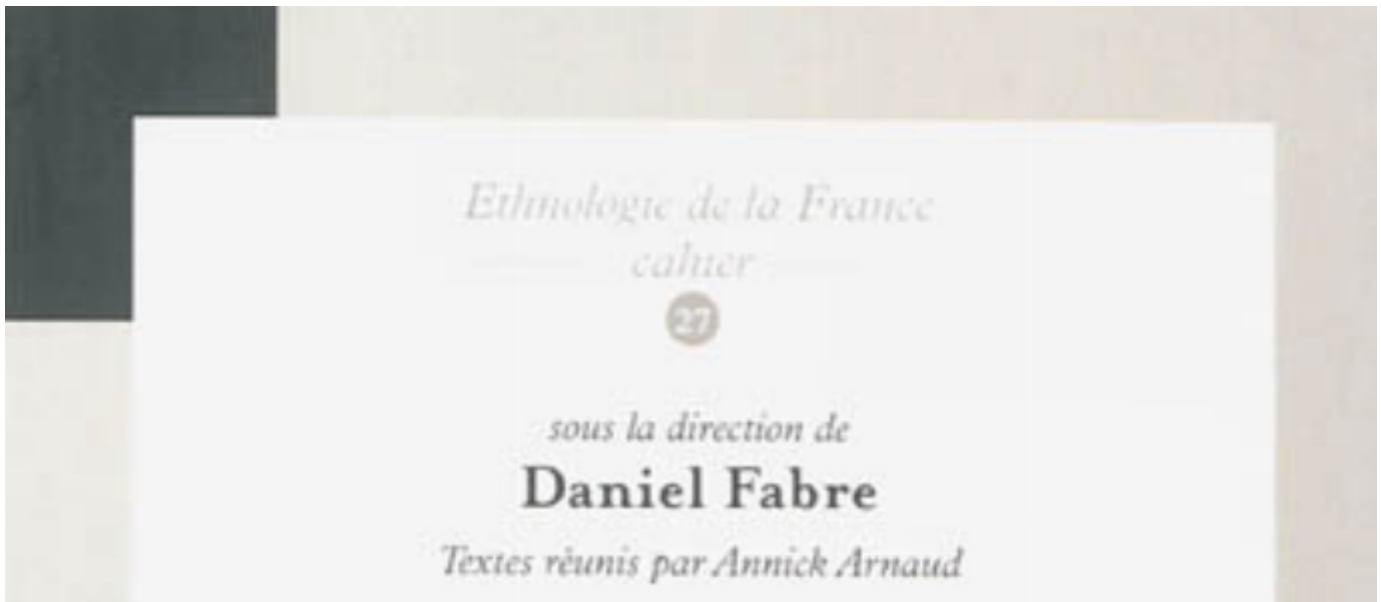 Ethnologie de la France
cahier
27
sous la direction de
Daniel Fabre
Textes réunis par Annick Arnaud